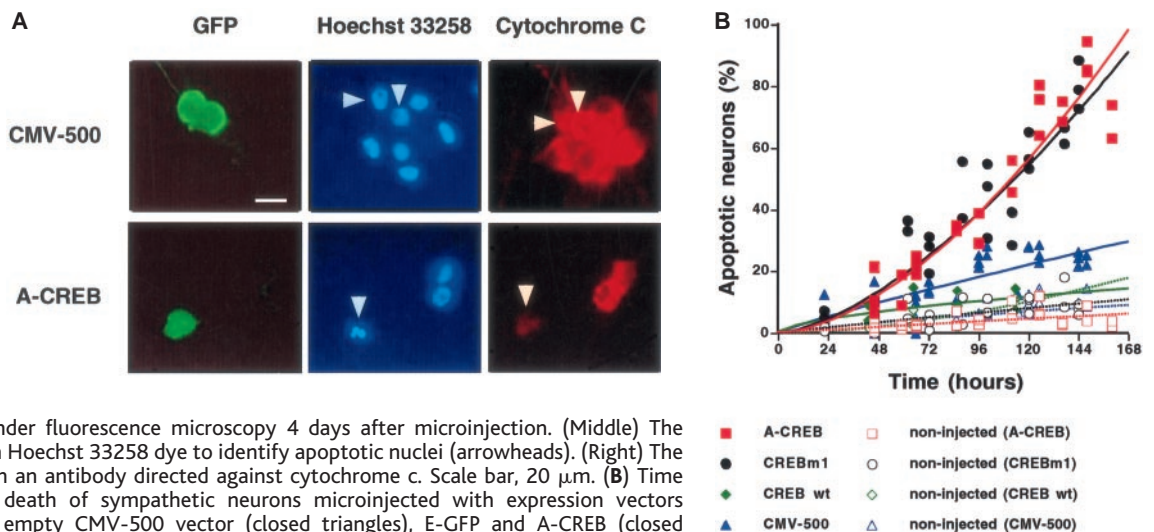 A
GFP Hoechst 33258 Cytochrome C
CMV-500
A-CREB
B
Apoptotic neurons (%)
100
80
60
40
20
0
0 24 48 72 96 120 144 168
Time (hours)
A-CREB non-injected (A-CREB)
CREBm1 non-injected (CREBm1)
CREB wt non-injected (CREB wt)
CMV-500 non-injected (CMV-500)
nder fluorescence microscopy 4 days after microinjection. (Middle) The
Hoechst 33258 dye to identify apoptotic nuclei (arrowheads). (Right) The
an antibody directed against cytochrome c. Scale bar, 20 μm. (B) Time
death of sympathetic neurons microinjected with expression vectors
empty CMV-500 vector (closed triangles), E-GFP and A-CREB (closed